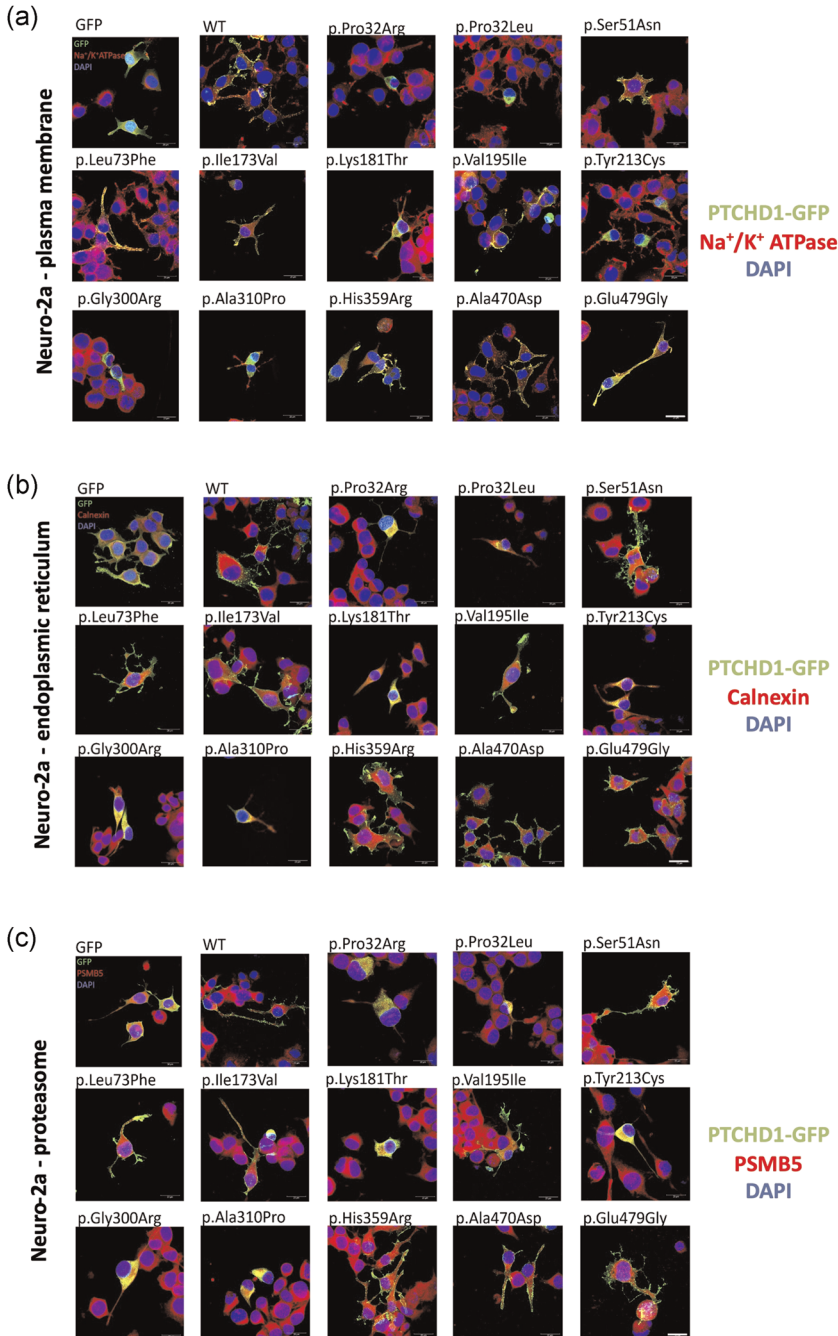 (a)
GFP WT p.Pro32Arg p.Pro32Leu p.Ser51Asn
GFP
Na⁺/K⁺ATPase
DAPI
p.Leu73Phe p.Ile173Val p.Lys181Thr p.Val195Ile p.Tyr213Cys
p.Gly300Arg p.Ala310Pro p.His359Arg p.Ala470Asp p.Glu479Gly
Neuro-2a - plasma membrane
PTCHD1-GFP
Na⁺/K⁺ ATPase
DAPI
(b)
GFP WT p.Pro32Arg p.Pro32Leu p.Ser51Asn
GFP
Calnexin
DAPI
p.Leu73Phe p.Ile173Val p.Lys181Thr p.Val195Ile p.Tyr213Cys
p.Gly300Arg p.Ala310Pro p.His359Arg p.Ala470Asp p.Glu479Gly
Neuro-2a - endoplasmic reticulum
PTCHD1-GFP
Calnexin
DAPI
(c)
GFP WT p.Pro32Arg p.Pro32Leu p.Ser51Asn
GFP
PSMB5
DAPI
p.Leu73Phe p.Ile173Val p.Lys181Thr p.Val195Ile p.Tyr213Cys
p.Gly300Arg p.Ala310Pro p.His359Arg p.Ala470Asp p.Glu479Gly
Neuro-2a - proteasome
PTCHD1-GFP
PSMB5
DAPI